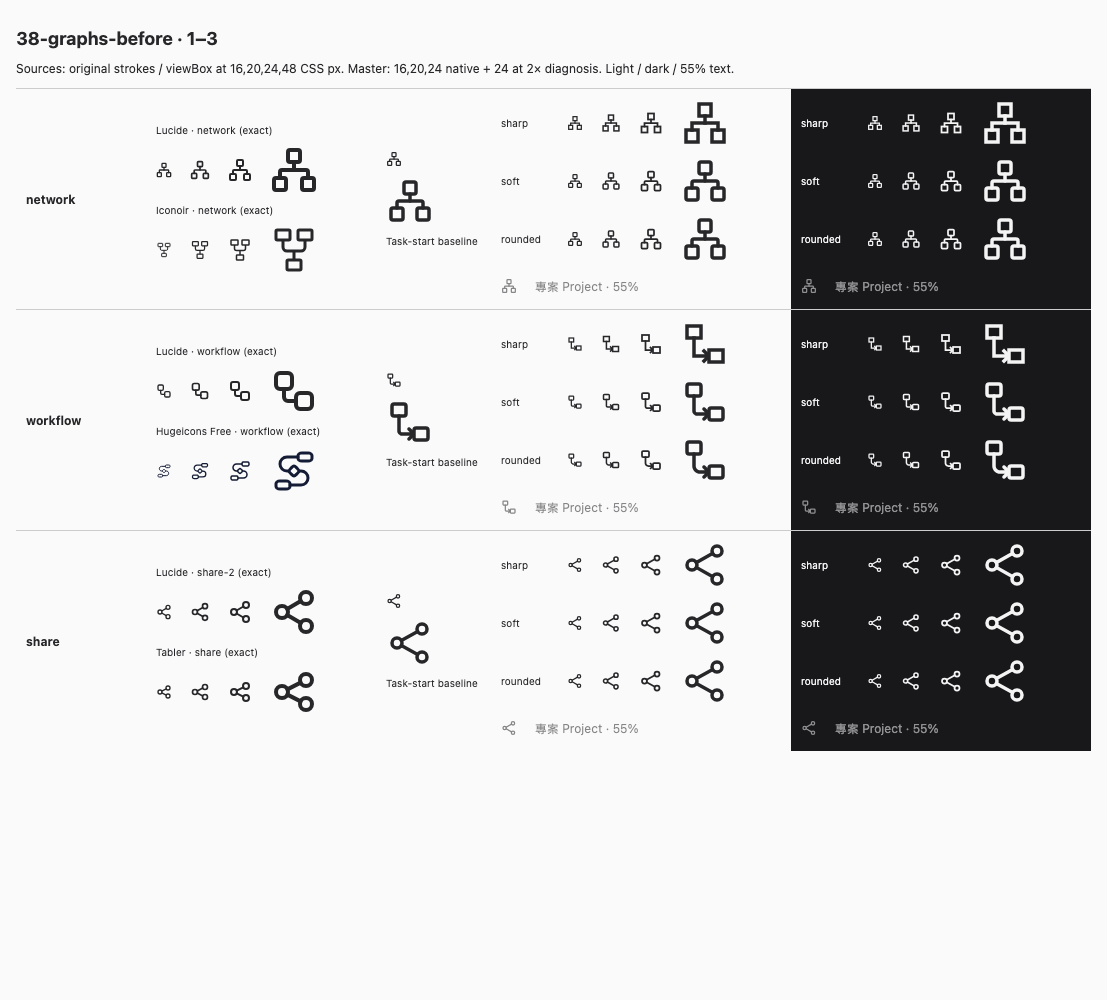 38-graphs-before · 1–3
Sources: original strokes / viewBox at 16,20,24,48 CSS px. Master: 16,20,24 native + 24 at 2× diagnosis. Light / dark / 55% text.
network
Lucide · network (exact)
Iconoir · network (exact)
Task-start baseline
sharp
soft
rounded
專案 Project · 55%
sharp
soft
rounded
專案 Project · 55%
workflow
Lucide · workflow (exact)
Hugeicons Free · workflow (exact)
Task-start baseline
sharp
soft
rounded
專案 Project · 55%
sharp
soft
rounded
專案 Project · 55%
share
Lucide · share-2 (exact)
Tabler · share (exact)
Task-start baseline
sharp
soft
rounded
專案 Project · 55%
sharp
soft
rounded
專案 Project · 55%